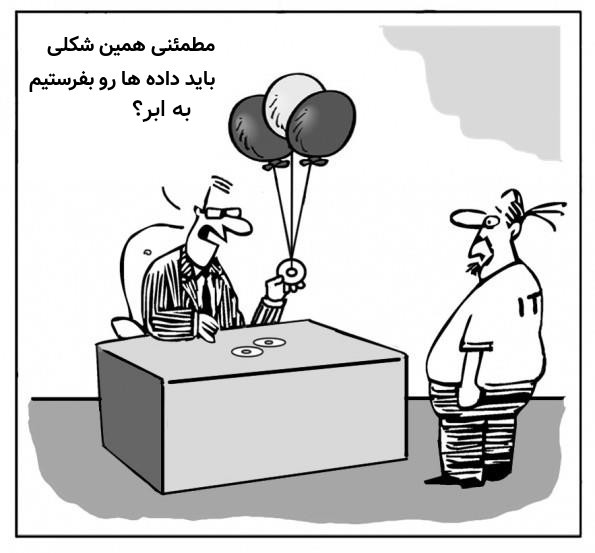 مطمئنی همین شکلی
باید داده ها رو بفرستیم
به ابر؟
IT